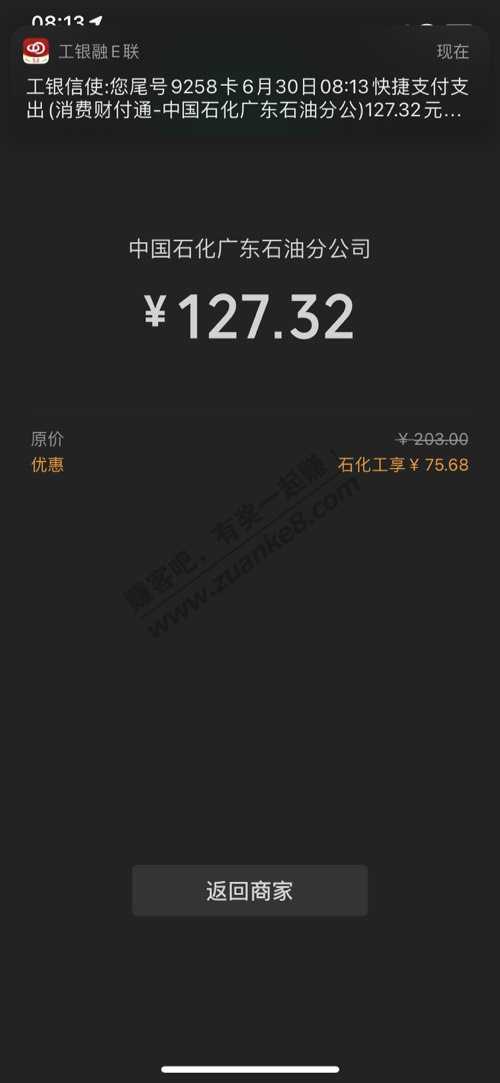 08:13
工银融E联
现在
工银信使:您尾号9258卡6月30日08:13快捷支付支
出(消费财付通-中国石化广东石油分公)127.32元...
中国石化广东石油分公司
¥127.32
原价
¥203.00
优惠
石化工享¥75.68
赚客吧，有奖一起赚！
www.zuanke8.com
返回商家